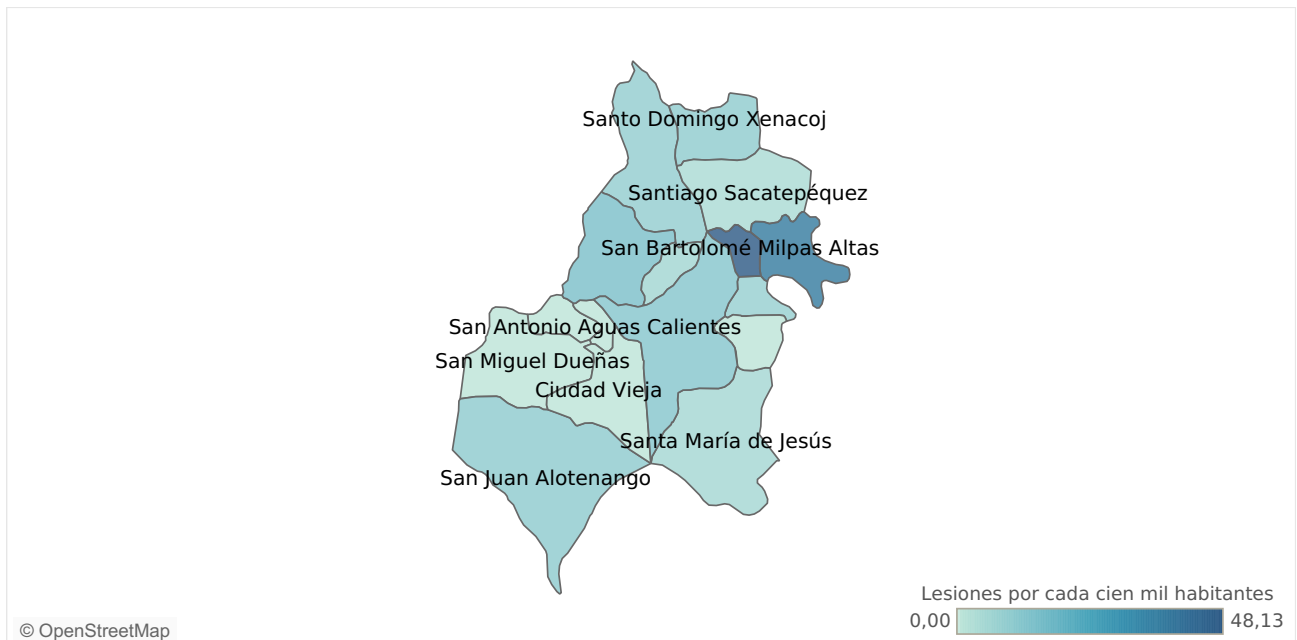 Santo Domingo Xenacoj
Santiago Sacatepéquez
San Bartolomé Milpas Altas
San Antonio Aguas Calientes
San Miguel Dueñas
Ciudad Vieja
Santa María de Jesús
San Juan Alotenango
Lesiones por cada cien mil habitantes
0,00 48,13
© OpenStreetMap